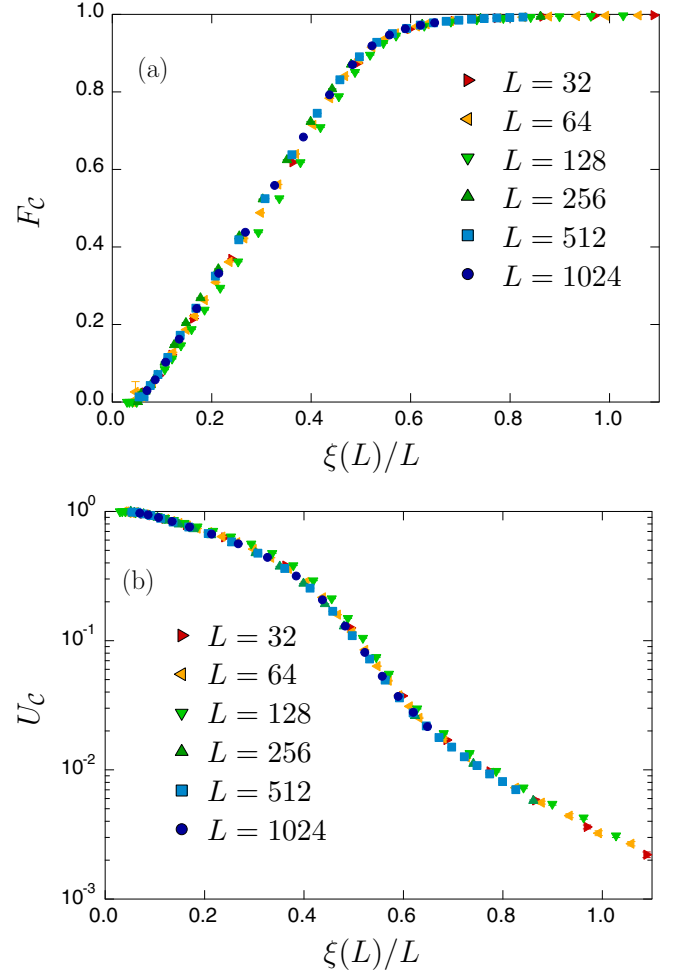 1.0
0.8
0.6
0.4
0.2
0.0
F_C
(a)
L = 32
L = 64
L = 128
L = 256
L = 512
L = 1024
0.0 0.2 0.4 0.6 0.8 1.0
ξ(L)/L
10^0
10^-1
10^-2
10^-3
U_C
(b)
L = 32
L = 64
L = 128
L = 256
L = 512
L = 1024
0.0 0.2 0.4 0.6 0.8 1.0
ξ(L)/L